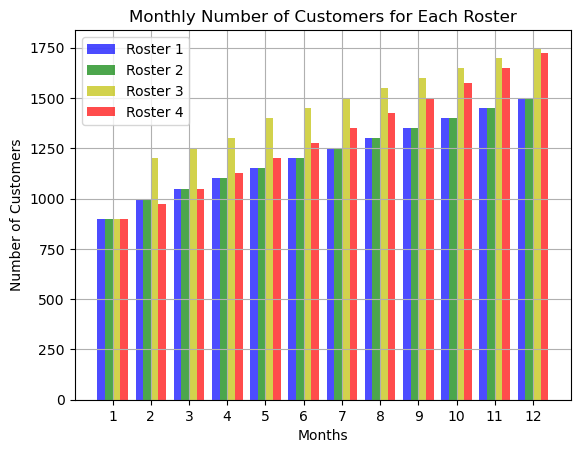 Monthly Number of Customers for Each Roster
Roster 1
Roster 2
Roster 3
Roster 4
1750
1500
1250
1000
750
500
250
0
Number of Customers
1 2 3 4 5 6 7 8 9 10 11 12
Months